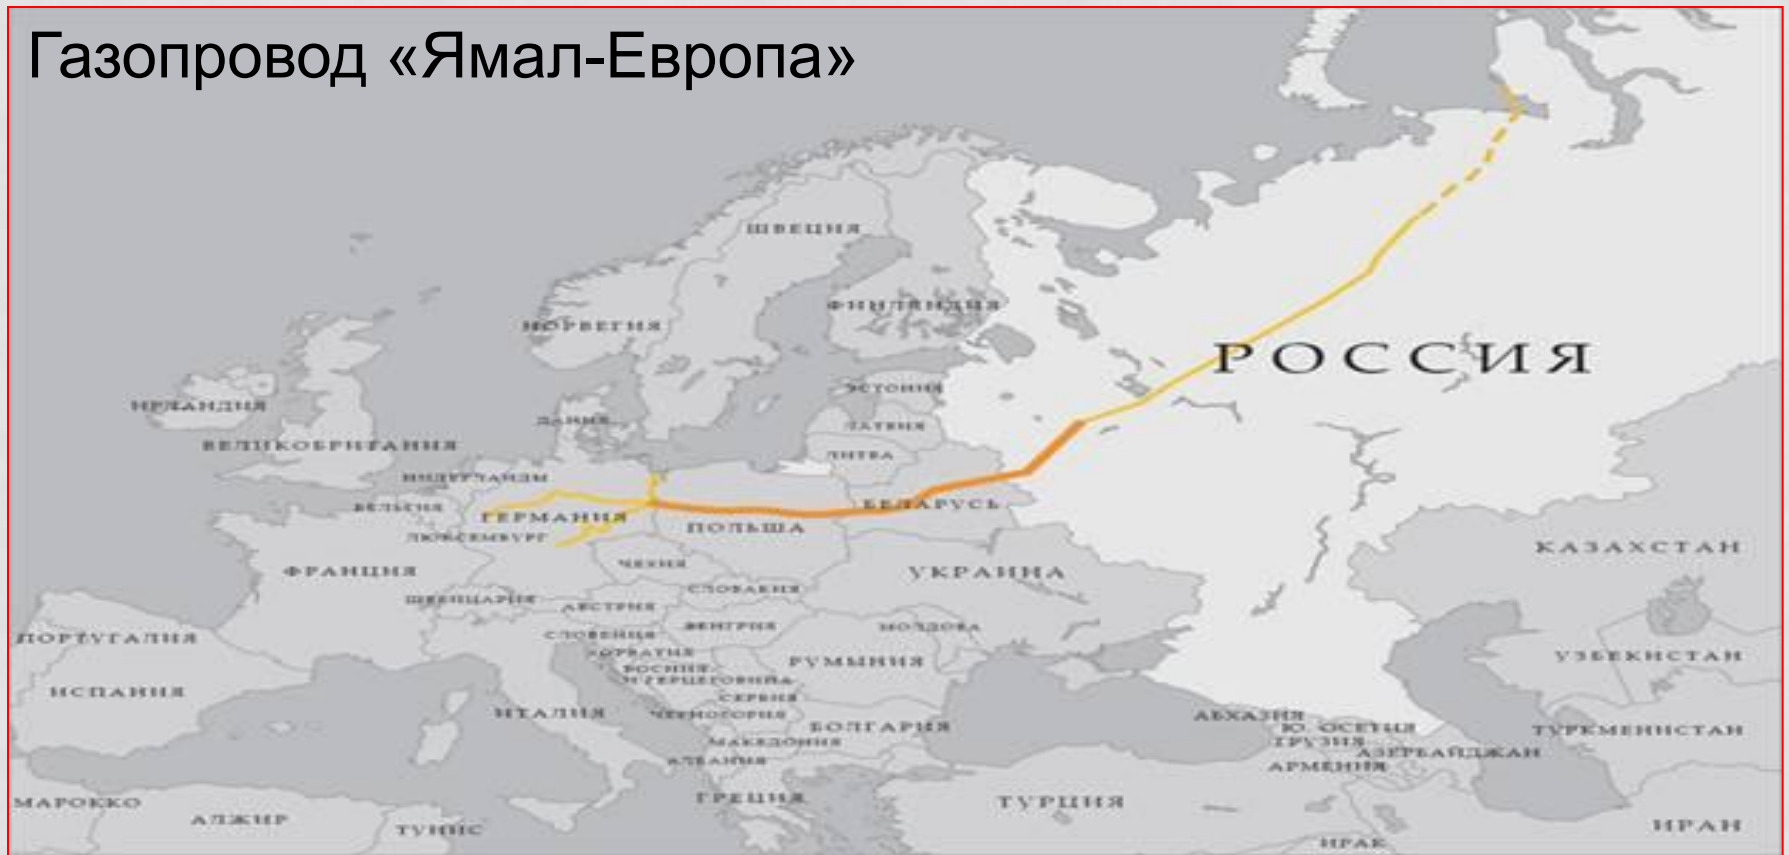 Газопровод «Ямал-Европа»
ШВЕЦИЯ
ФИНЛЯНДИЯ
НОРВЕГИЯ
РОССИЯ
ЭСТОНИЯ
ИРЛАНДИЯ
ДАНИЯ
ЛАТВИЯ
ВЕЛИКОБРИТАНИЯ
ЛИТВА
НИДЕРЛАНДЫ
БЕЛЬГИЯ
БЕЛАРУСЬ
ГЕРМАНИЯ
ПОЛЬША
ЛЮКСЕМБУРГ
КАЗАХСТАН
ЧЕХИЯ
ФРАНЦИЯ
УКРАИНА
СЛОВАКИЯ
ШВЕЙЦАРИЯ
АВСТРИЯ
ВЕНГРИЯ
МОЛДОВА
ПОРТУГАЛИЯ
СЛОВЕНИЯ
ХОРВАТИЯ
УЗБЕКИСТАН
РУМЫНИЯ
БОСНИЯ
И ГЕРЦЕГОВИНА
ИСПАНИЯ
СЕРБИЯ
ИТАЛИЯ
ЧЕРНОГОРИЯ
АБХАЗИЯ
БОЛГАРИЯ
Ю. ОСЕТИЯ
ТУРКМЕНИСТАН
МАКЕДОНИЯ
ГРУЗИЯ
АЗЕРБАЙДЖАН
АЛБАНИЯ
АРМЕНИЯ
ГРЕЦИЯ
ТУРЦИЯ
МАРОККО
АЛЖИР
ТУНИС
ИРАН
ИРАК